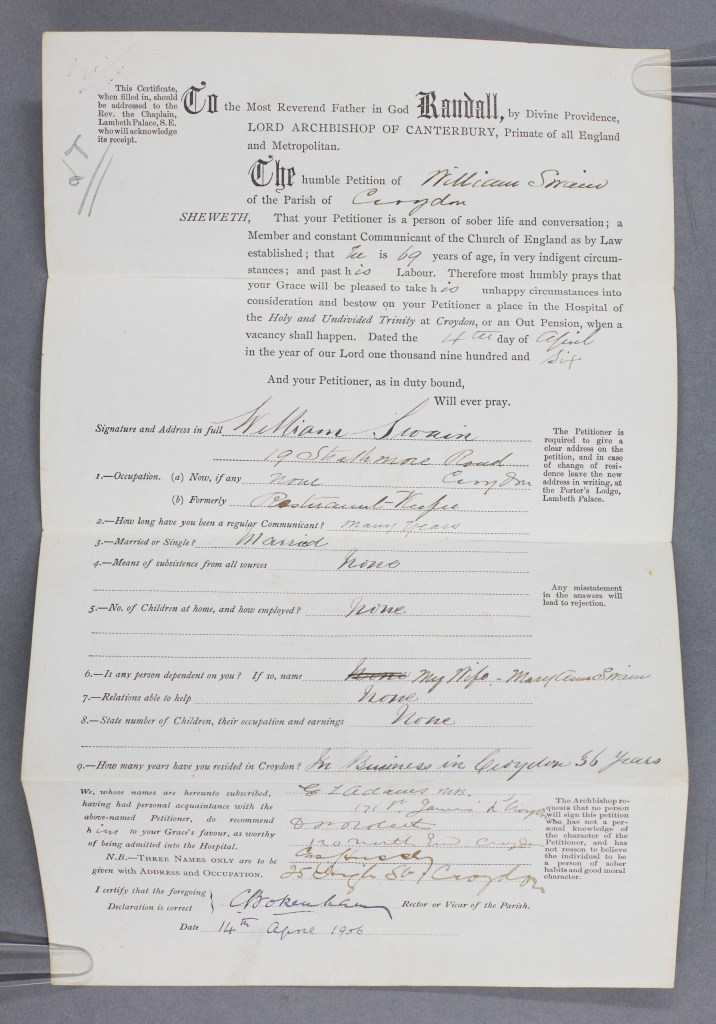 This Certificate,
when filled in, should
be addressed to the
Rev. the Chaplain,
Lambeth Palace, S.E.
who will acknowledge
its receipt.
To the Most Reverend Father in God Randall, by Divine Providence,
LORD ARCHBISHOP OF CANTERBURY, Primate of all England
and Metropolitan.
The humble Petition of William Swain
of the Parish of Croydon
SHEWETH, That your Petitioner is a person of sober life and conversation; a
Member and constant Communicant of the Church of England as by Law
established; that He is 69 years of age, in very indigent circum-
stances; and past his Labour. Therefore most humbly prays that
your Grace will be pleased to take his unhappy circumstances into
consideration and bestow on your Petitioner a place in the Hospital of
the Holy and Undivided Trinity at Croydon, or an Out Pension, when a
vacancy shall happen. Dated the 4th day of April
in the year of our Lord one thousand nine hundred and Six
And your Petitioner, as in duty bound,
Will ever pray.
Signature and Address in full William Swain
19 Strathmore Road
The Petitioner is
required to give a
clear address on the
petition, and in case
of change of resi-
dence leave the new
address in writing, at
the Porter's Lodge,
Lambeth Palace.
1.—Occupation. (a) Now, if any none Croydon
(b) Formerly Restaurant Keeper
2.—How long have you been a regular Communicant? many years
3.—Married or Single? Married
4.—Means of subsistence from all sources None
Any misstatement
in the answers will
lead to rejection.
5.—No. of Children at home, and how employed? None
6.—Is any person dependent on you? If so, name None My Wife - Mary Ann Swain
7.—Relations able to help None
8.—State number of Children, their occupation and earnings None
9.—How many years have you resided in Croydon? In Business in Croydon 36 Years
We, whose names are hereunto subscribed,
having had personal acquaintance with the
above-named Petitioner, do recommend
him to your Grace's favour, as worthy
of being admitted into the Hospital.
N.B.—THREE NAMES ONLY are to be
given with ADDRESS AND OCCUPATION.
Adams
St. James
120 North End Croydon
25 High St Croydon
The Archbishop re-
quests that no person
will sign this petition
who has not a per-
sonal knowledge of
the character of the
Petitioner, and has
not reason to believe
the individual to be
a person of sober
habits and good moral
character.
I certify that the foregoing
Declaration is correct C Bokenham Rector or Vicar of the Parish.
Date 14th April 1906